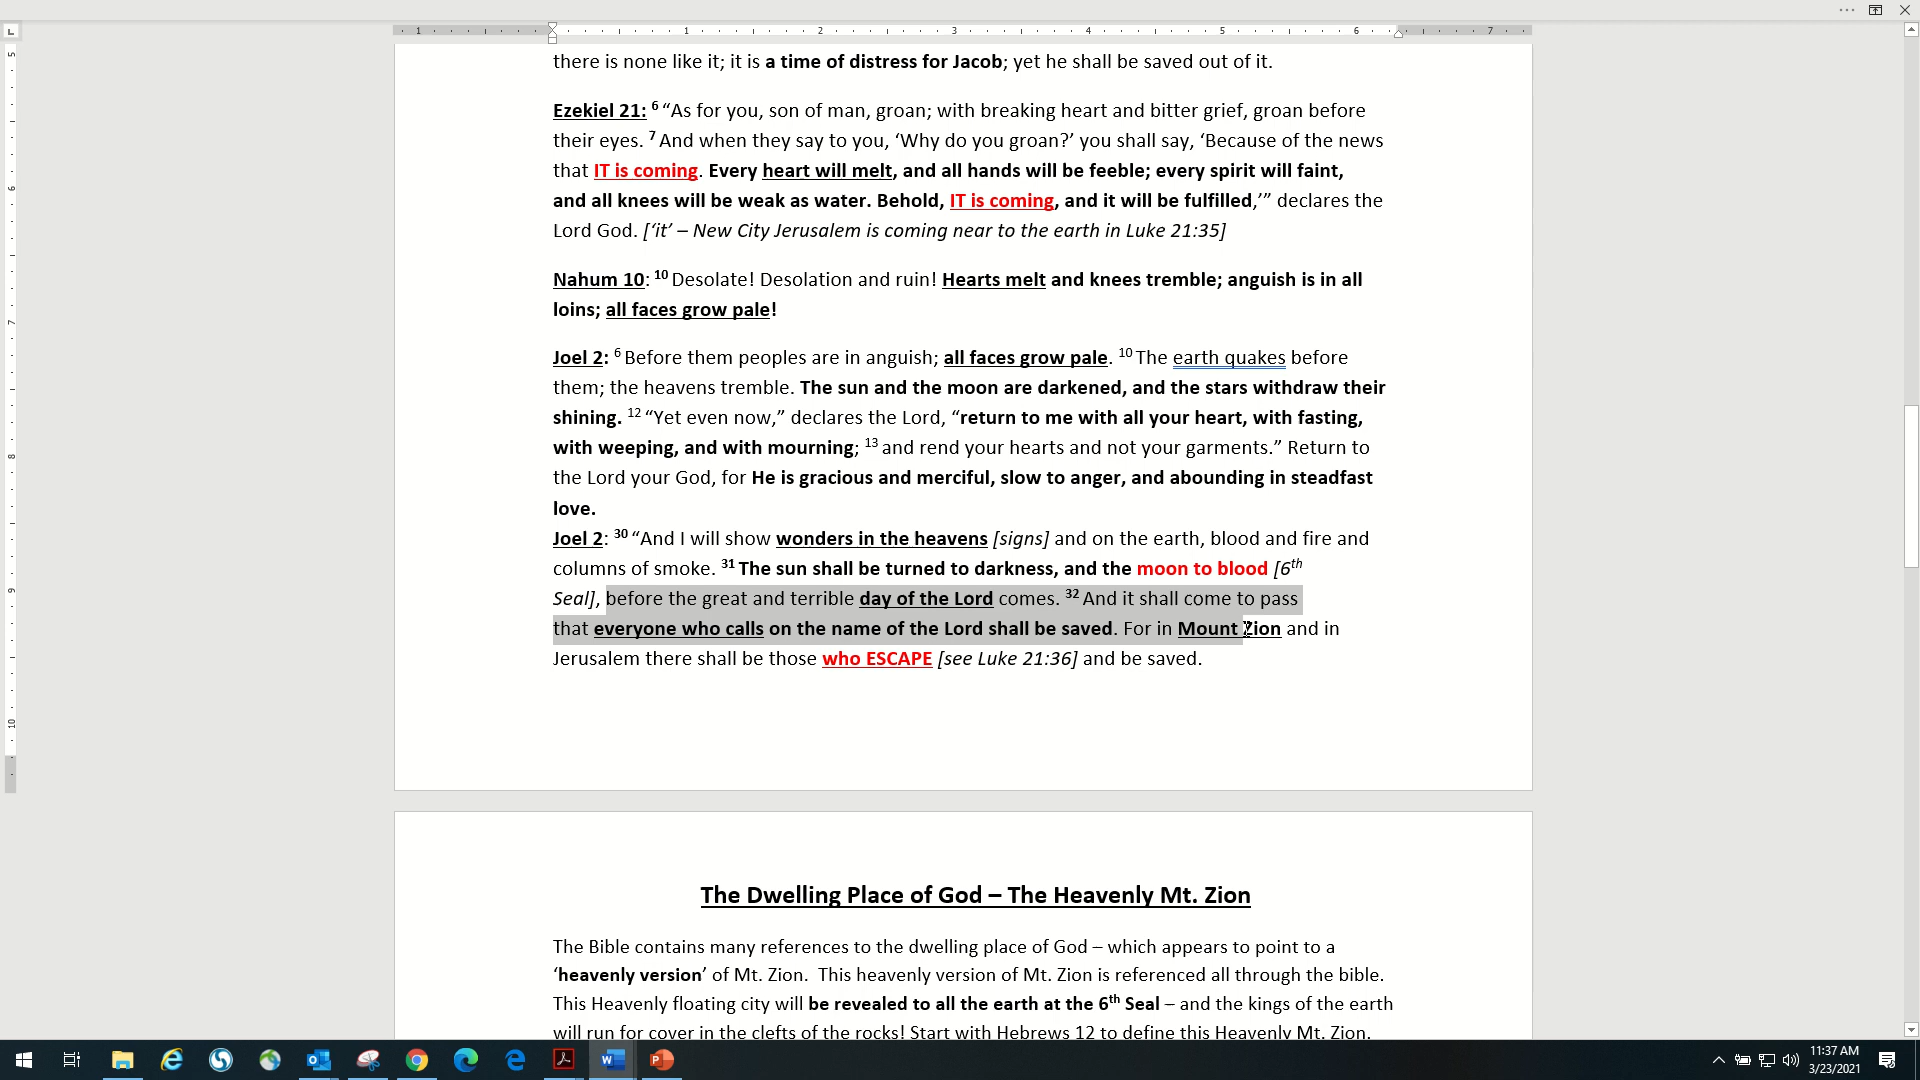 there is none like it; it is a time of distress for Jacob; yet he shall be saved out of it.
Ezekiel 21: 6 “As for you, son of man, groan; with breaking heart and bitter grief, groan before
their eyes. 7 And when they say to you, ‘Why do you groan?’ you shall say, ‘Because of the news
that IT is coming. Every heart will melt, and all hands will be feeble; every spirit will faint,
and all knees will be weak as water. Behold, IT is coming, and it will be fulfilled,’” declares the
Lord God. [‘it’ – New City Jerusalem is coming near to the earth in Luke 21:35]
Nahum 10: 10 Desolate! Desolation and ruin! Hearts melt and knees tremble; anguish is in all
loins; all faces grow pale!
Joel 2: 6 Before them peoples are in anguish; all faces grow pale. 10 The earth quakes before
them; the heavens tremble. The sun and the moon are darkened, and the stars withdraw their
shining. 12 “Yet even now,” declares the Lord, “return to me with all your heart, with fasting,
with weeping, and with mourning; 13 and rend your hearts and not your garments.” Return to
the Lord your God, for He is gracious and merciful, slow to anger, and abounding in steadfast
love.
Joel 2: 30 “And I will show wonders in the heavens [signs] and on the earth, blood and fire and
columns of smoke. 31 The sun shall be turned to darkness, and the moon to blood [6th
Seal], before the great and terrible day of the Lord comes. 32 And it shall come to pass
that everyone who calls on the name of the Lord shall be saved. For in Mount Zion and in
Jerusalem there shall be those who ESCAPE [see Luke 21:36] and be saved.
The Dwelling Place of God – The Heavenly Mt. Zion
The Bible contains many references to the dwelling place of God – which appears to point to a
‘heavenly version’ of Mt. Zion. This heavenly version of Mt. Zion is referenced all through the bible.
This Heavenly floating city will be revealed to all the earth at the 6th Seal – and the kings of the earth
will run for cover in the clefts of the rocks! Start with Hebrews 12 to define this Heavenly Mt. Zion.
11:37 AM
3/23/2021